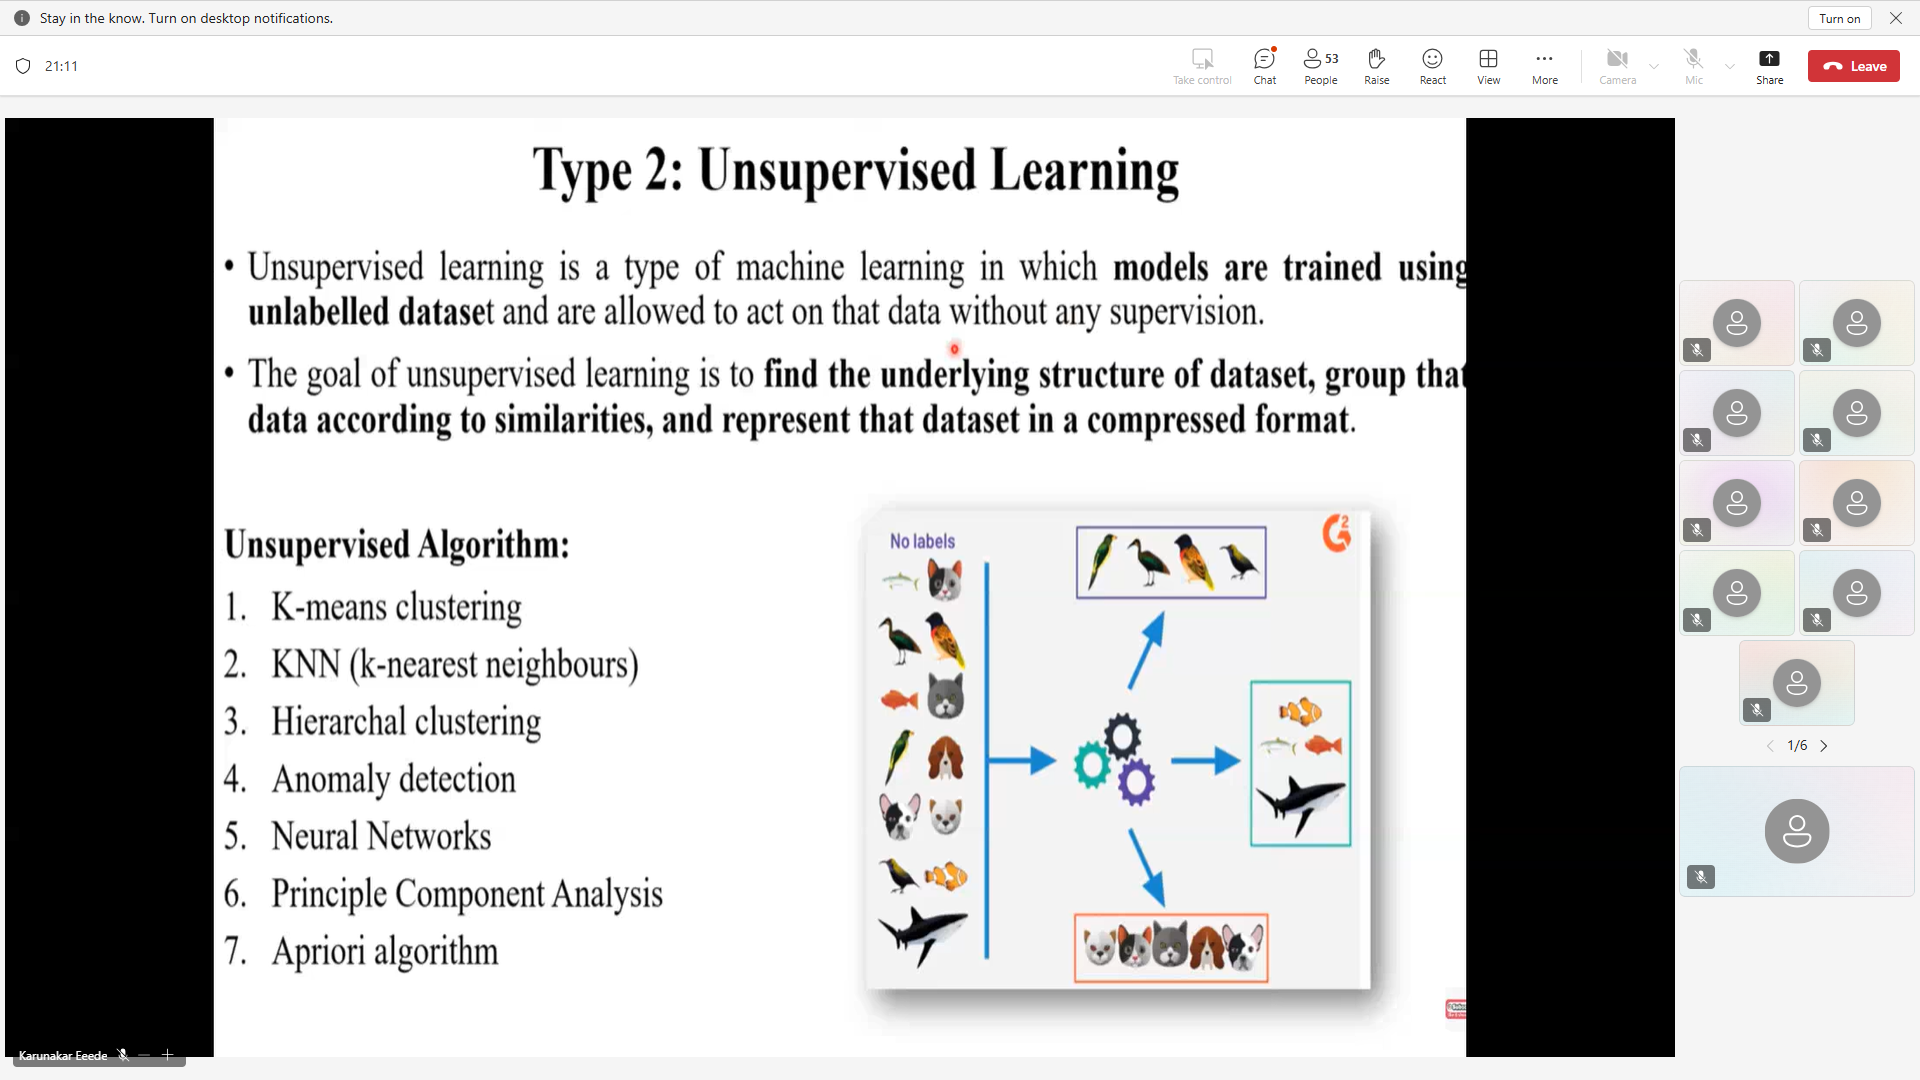 Stay in the know. Turn on desktop notifications.
Turn on
21:11
Take control
Chat
53
People
Raise
React
View
More
Camera
Mic
Share
Leave
Type 2: Unsupervised Learning
• Unsupervised learning is a type of machine learning in which models are trained using
unlabelled dataset and are allowed to act on that data without any supervision.
• The goal of unsupervised learning is to find the underlying structure of dataset, group that
data according to similarities, and represent that dataset in a compressed format.
Unsupervised Algorithm:
1. K-means clustering
2. KNN (k-nearest neighbours)
3. Hierarchal clustering
4. Anomaly detection
5. Neural Networks
6. Principle Component Analysis
7. Apriori algorithm
No labels
G2
1/6
Karunakar Eeede